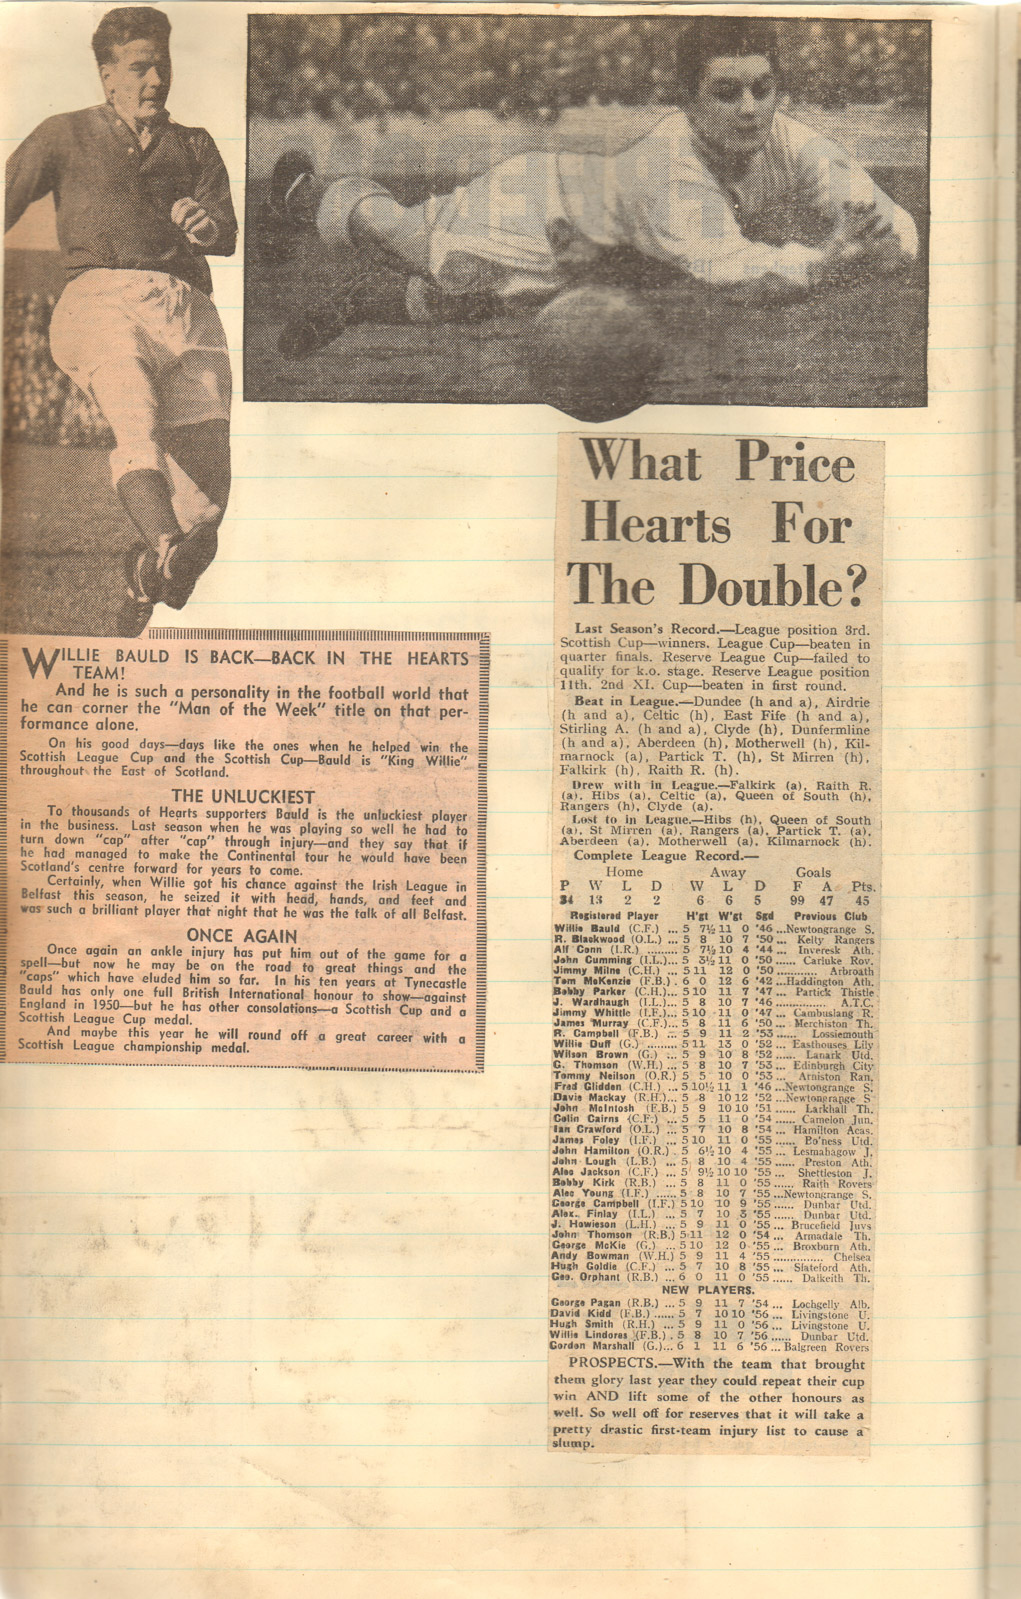 WILLIE BAULD IS BACK—BACK IN THE HEARTS
TEAM!
And he is such a personality in the football world that
he can corner the "Man of the Week" title on that per-
formance alone.
On his good days—days like the ones when he helped win the
Scottish League Cup and the Scottish Cup—Bauld is "King Willie"
throughout the East of Scotland.
THE UNLUCKIEST
To thousands of Hearts supporters Bauld is the unluckiest player
in the business. Last season when he was playing so well he had to
turn down "cap" after "cap" through injury—and they say that if
he had managed to make the Continental tour he would have been
Scotland's centre forward for years to come.
Certainly, when Willie got his chance against the Irish League in
Belfast this season, he seized it with head, hands, and feet and
was such a brilliant player that night that he was the talk of all Belfast.
ONCE AGAIN
Once again an ankle injury has put him out of the game for a
spell—but now he may be on the road to great things and the
"caps" which have eluded him so far. In his ten years at Tynecastle
Bauld has only one full British International honour to show—against
England in 1950—but he has other consolations—a Scottish Cup and a
Scottish League Cup medal.
And maybe this year he will round off a great career with a
Scottish League championship medal.
What Price
Hearts For
The Double?
Last Season's Record.—League position 3rd.
Scottish Cup—winners. League Cup—beaten in
quarter finals. Reserve League Cup—failed to
qualify for k.o. stage. Reserve League position
11th. 2nd XI. Cup—beaten in first round.
Beat in League.—Dundee (h and a), Airdrie
(h and a), Celtic (h), East Fife (h and a),
Stirling A. (h and a), Clyde (h), Dunfermline
(h and a), Aberdeen (h), Motherwell (h), Kil-
marnock (a), Partick T. (h), St Mirren (h),
Falkirk (h), Raith R. (h).
Drew with in League.—Falkirk (a), Raith R.
(a), Hibs (a), Celtic (a), Queen of South (h),
Rangers (h), Clyde (a).
Lost to in League.—Hibs (h), Queen of South
(a), St Mirren (a), Rangers (a), Partick T. (a),
Aberdeen (a), Motherwell (a), Kilmarnock (h).
Complete League Record.—
Home Away Goals
P W L D W L D F A Pts.
34 13 2 2 6 6 5 99 47 45
Registered Player H'gt W'gt Sgd Previous Club
Willie Bauld (C.F.) ... 5 7½ 11 0 '46 ...Newtongrange S.
R. Blackwood (O.L.) ... 5 8 10 7 '50 ... Kelty Rangers
Alf Conn (I.R.) ......... 5 7½ 10 4 '44 ... Inveresk Ath.
John Cumming (I.L.)... 5 3½ 11 0 '50 ...... Carluke Rov.
Jimmy Milne (C.H.) ... 5 11 12 0 '50 ............ Arbroath
Tam McKenzie (F.B.) 6 0 12 6 '42 ...Haddington Ath.
Bobby Parker (C.H.) ... 5 10 11 7 '47 ... Partick Thistle
J. Wardhaugh (I.L.) ... 5 8 10 7 '46 ............... A.T.C.
Jimmy Whittle (I.F.)... 5 10 11 0 '47 ... Cambuslang R.
James Murray (C.F.)... 5 8 11 6 '50 ... Merchiston Th.
R. Campbell (F.B.) ... 5 9 11 2 '53 ...... Lossiemouth
Willie Duff (G.) ........ 5 11 13 0 '52 ... Easthouses Lily
Wilson Brown (G.) ... 5 9 10 8 '52 ..... Lanark Utd.
G. Thomson (W.H.) ... 5 8 10 7 '53 ... Edinburgh City
Tommy Neilson (O.R.) 5 5 10 0 '53 ... Arniston Ran.
Fred Glidden (C.H.) ... 5 10½ 11 1 '46 ...Newtongrange S.
Davie Mackay (R.H.)... 5 8 10 12 '52 ...Newtongrange S
John McIntosh (F.B.) 5 9 10 10 '51 ...... Larkhall Th.
Colin Cairns (C.F.) ... 5 5 11 0 '54 ... Camelon Jun.
Ian Crawford (O.L.) ... 5 7 10 8 '54 ... Hamilton Acas.
James Foley (I.F.) ... 5 10 11 0 '55 ...... Bo'ness Utd.
John Hamilton (O.R.) . 5 6½ 10 4 '55 ... Lesmahagow J.
John Lough (L.B.) ... 5 8 10 4 '55 ...... Preston Ath.
Alec Jackson (C.F.) ... 5 9½ 10 10 '55 ... Shettleston J.
Bobby Kirk (R.B.) ... 5 8 11 0 '55 ...... Raith Rovers
Alec Young (I.F.) ...... 5 8 10 7 '55 ...Newtongrange S.
George Campbell (I.F.) 5 10 10 9 '55 ...... Dunbar Utd.
Alex. Finlay (I.L.) ... 5 7 10 3 '55 ...... Dunbar Utd.
J. Howieson (L.H.) ... 5 9 11 0 '55 ... Brucefield Juvs
John Thomson (R.B.) 5 11 12 0 '54 ... Armadale Th.
George McKie (G.) ... 5 10 12 0 '55 ... Broxburn Ath.
Andy Bowman (W.H.) 5 9 11 4 '55 ............... Chelsea
Hugh Goldie (C.F.) ... 5 7 10 8 '55 ... Slateford Ath.
Geo. Orphant (R.B.) ... 6 0 11 0 '55 ...... Dalkeith Th.
NEW PLAYERS.
George Pagan (R.B.) ... 5 9 11 7 '54 ... Lochgelly Alb.
David Kidd (F.B.) ...... 5 7 10 10 '56 ... Livingstone U.
Hugh Smith (R.H.) ... 5 9 11 0 '56 ... Livingstone U.
Willie Lindores (F.B.) . 5 8 10 7 '56 ...... Dunbar Utd.
Gordon Marshall (G.)... 6 1 11 6 '56 ... Balgreen Rovers
PROSPECTS.—With the team that brought
them glory last year they could repeat their cup
win AND lift some of the other honours as
well. So well off for reserves that it will take a
pretty drastic first-team injury list to cause a
slump.